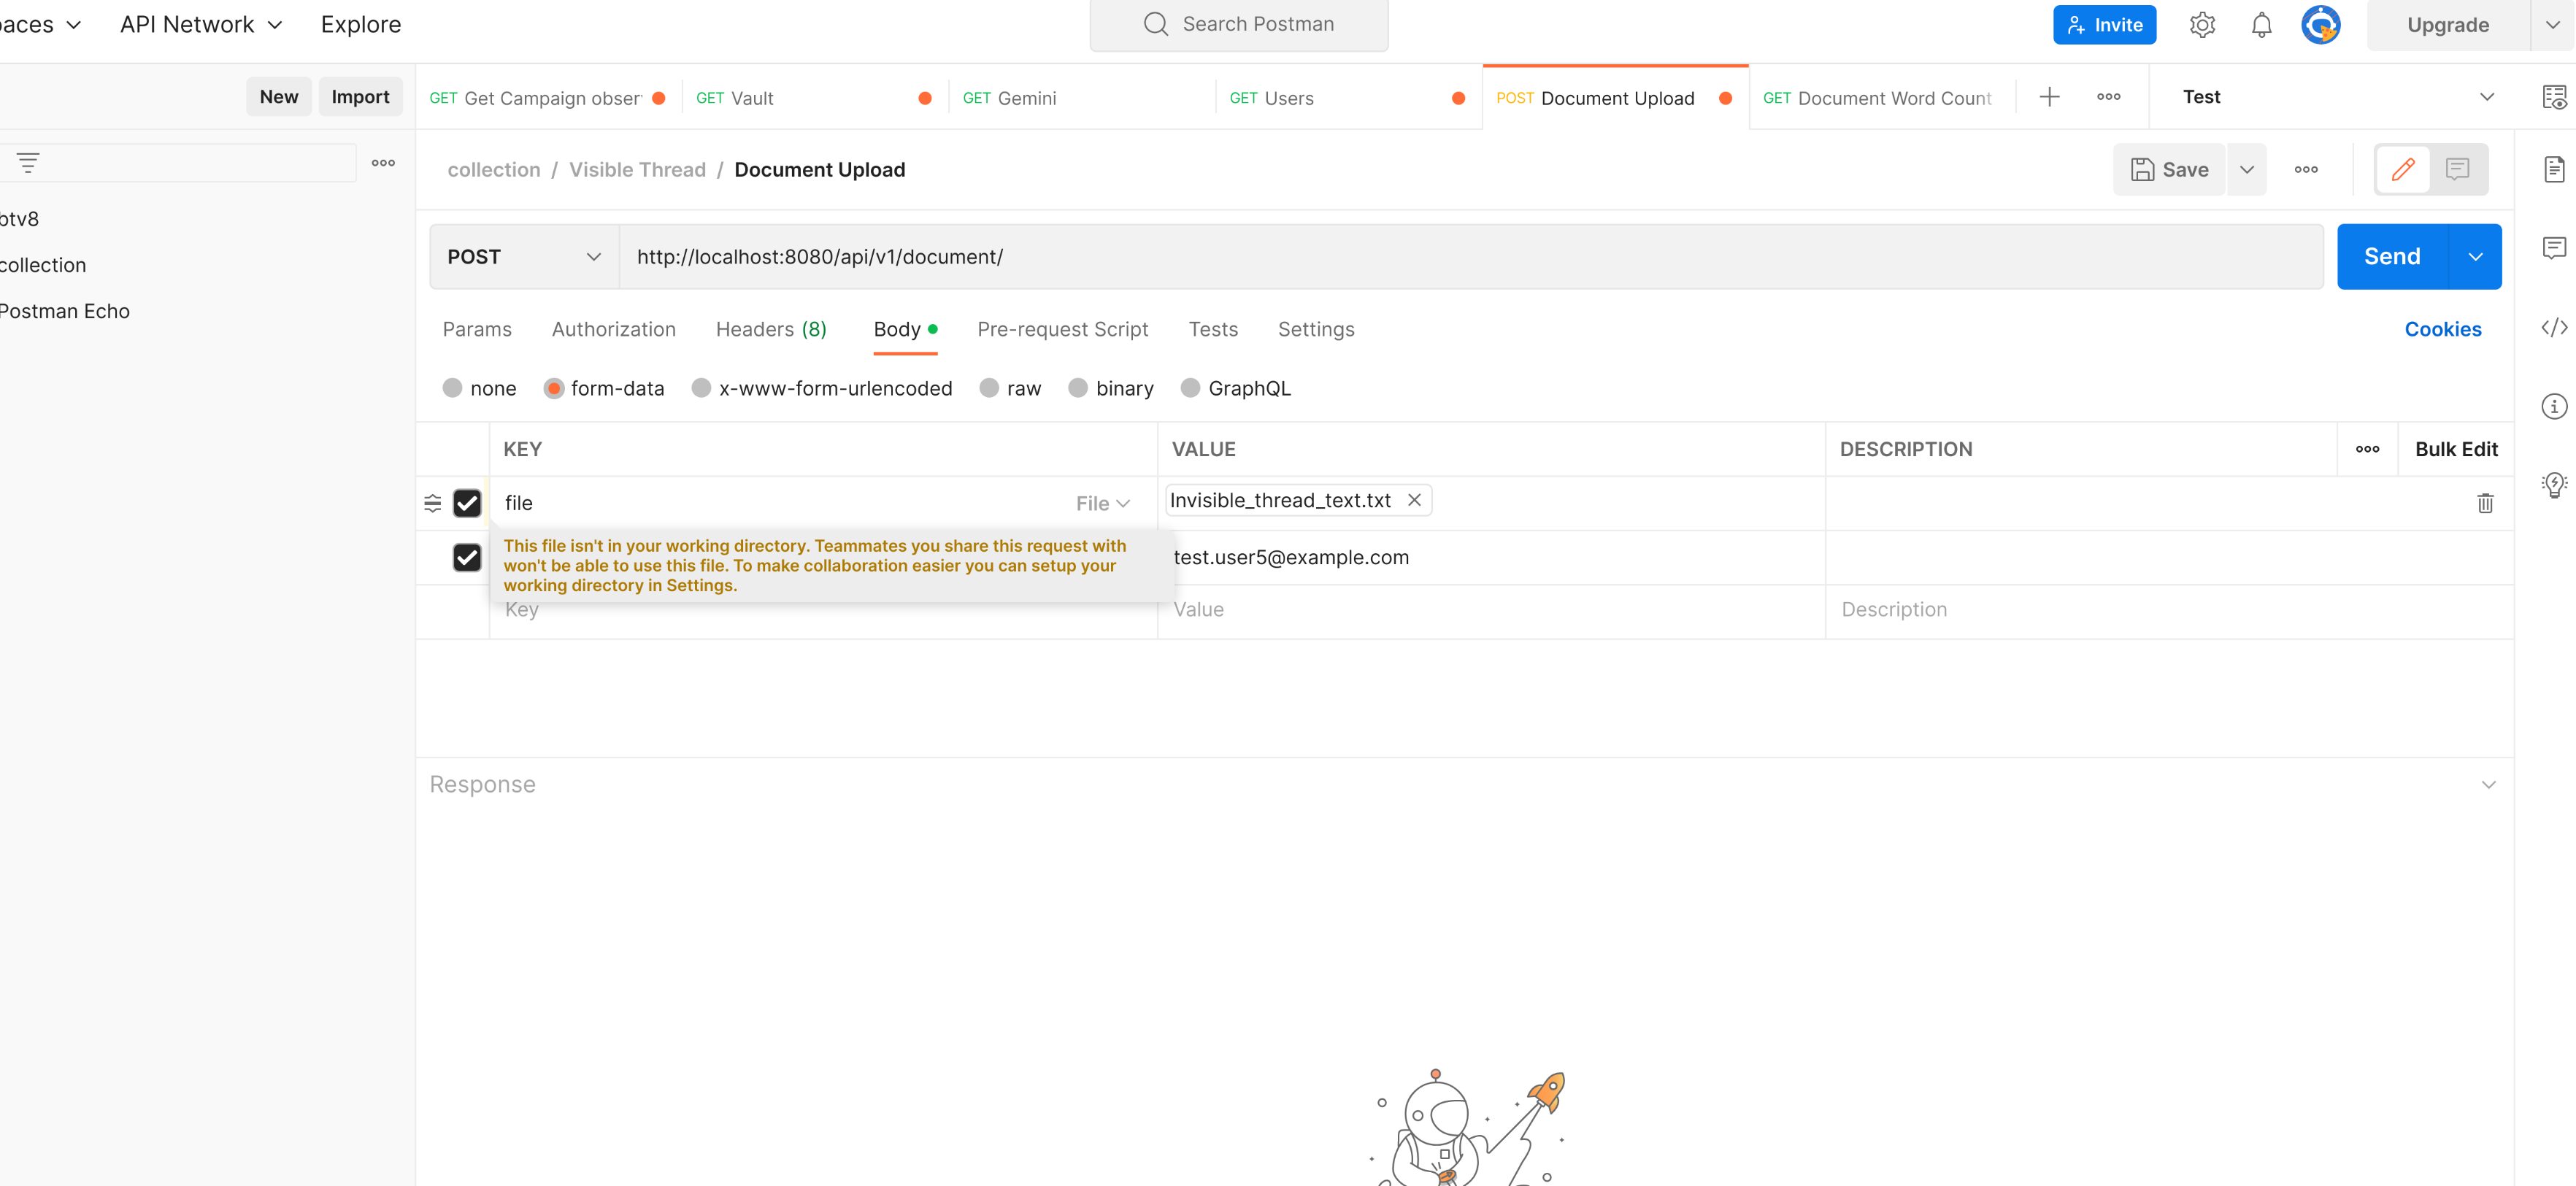 aces API Network Explore Search Postman Invite Upgrade
New Import GET Get Campaign obser GET Vault GET Gemini GET Users POST Document Upload GET Document Word Count Test
collection / Visible Thread / Document Upload Save
btv8
collection
Postman Echo
POST http://localhost:8080/api/v1/document/ Send
Params Authorization Headers (8) Body Pre-request Script Tests Settings Cookies
none form-data x-www-form-urlencoded raw binary GraphQL
KEY VALUE DESCRIPTION Bulk Edit
file File Invisible_thread_text.txt
This file isn't in your working directory. Teammates you share this request with
won't be able to use this file. To make collaboration easier you can setup your
working directory in Settings.
test.user5@example.com
Key Value Description
Response